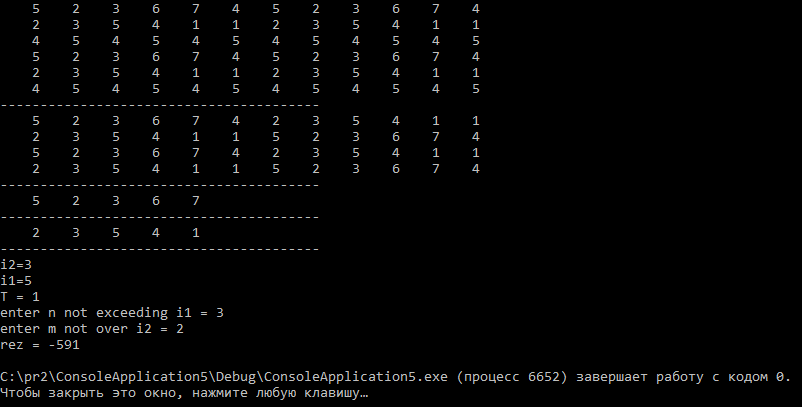 5 2 3 6 7 4 5 2 3 6 7 4
2 3 5 4 1 1 2 3 5 4 1 1
4 5 4 5 4 5 4 5 4 5 4 5
5 2 3 6 7 4 5 2 3 6 7 4
2 3 5 4 1 1 2 3 5 4 1 1
4 5 4 5 4 5 4 5 4 5 4 5
----------------------------------------
5 2 3 6 7 4 2 3 5 4 1 1
2 3 5 4 1 1 5 2 3 6 7 4
5 2 3 6 7 4 2 3 5 4 1 1
2 3 5 4 1 1 5 2 3 6 7 4
----------------------------------------
5 2 3 6 7
----------------------------------------
2 3 5 4 1
----------------------------------------
i2=3
i1=5
T = 1
enter n not exceeding i1 = 3
enter m not over i2 = 2
rez = -591
C:\pr2\ConsoleApplication5\Debug\ConsoleApplication5.exe (процесс 6652) завершает работу с кодом 0.
Чтобы закрыть это окно, нажмите любую клавишу…